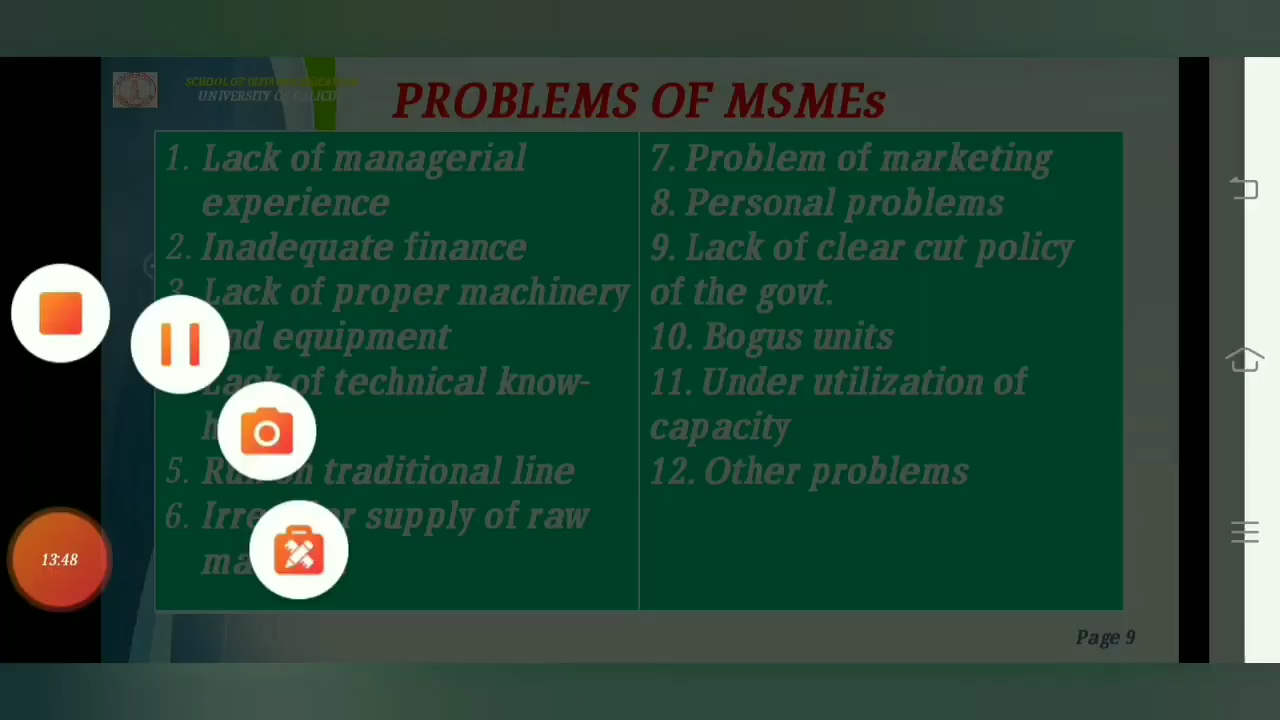 SCHOOL OF
UNIVERSITY OF
PROBLEMS OF MSMEs
1. Lack of managerial
experience
2. Inadequate finance
3. Lack of proper machinery
equipment
of technical know-
5. traditional line
6. supply of raw
7. Problem of marketing
8. Personal problems
9. Lack of clear cut policy
of the govt.
10. Bogus units
11. Under utilization of
capacity
12. Other problems
13:48
Page 9